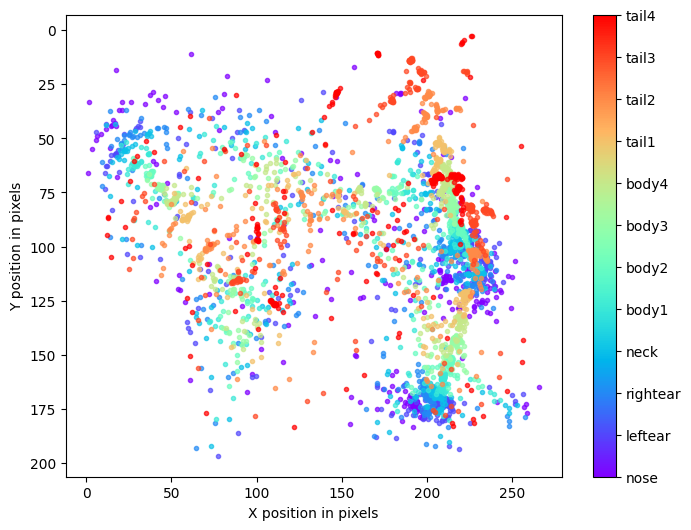 0
25
50
75
100
125
150
175
200
Y position in pixels
0
50
100
150
200
250
X position in pixels
tail4
tail3
tail2
tail1
body4
body3
body2
body1
neck
rightear
leftear
nose